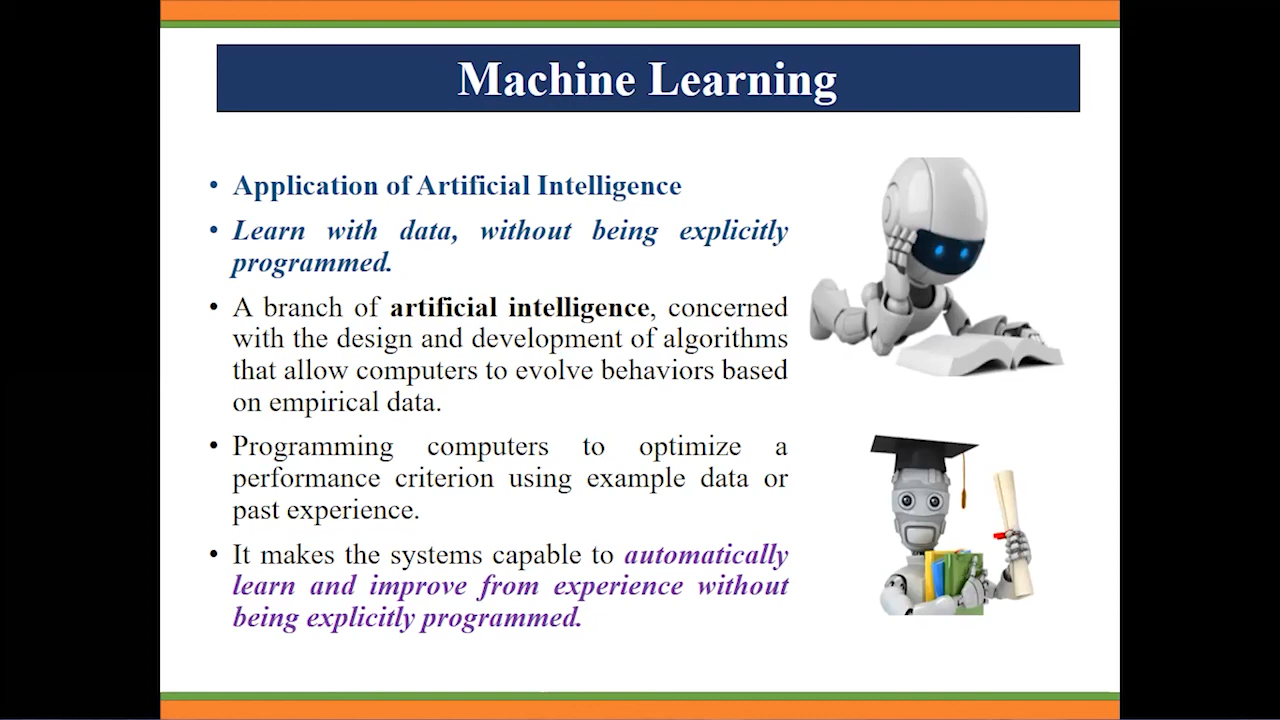 Machine Learning
• Application of Artificial Intelligence
• Learn with data, without being explicitly
programmed.
• A branch of artificial intelligence, concerned
with the design and development of algorithms
that allow computers to evolve behaviors based
on empirical data.
• Programming computers to optimize a
performance criterion using example data or
past experience.
• It makes the systems capable to automatically
learn and improve from experience without
being explicitly programmed.